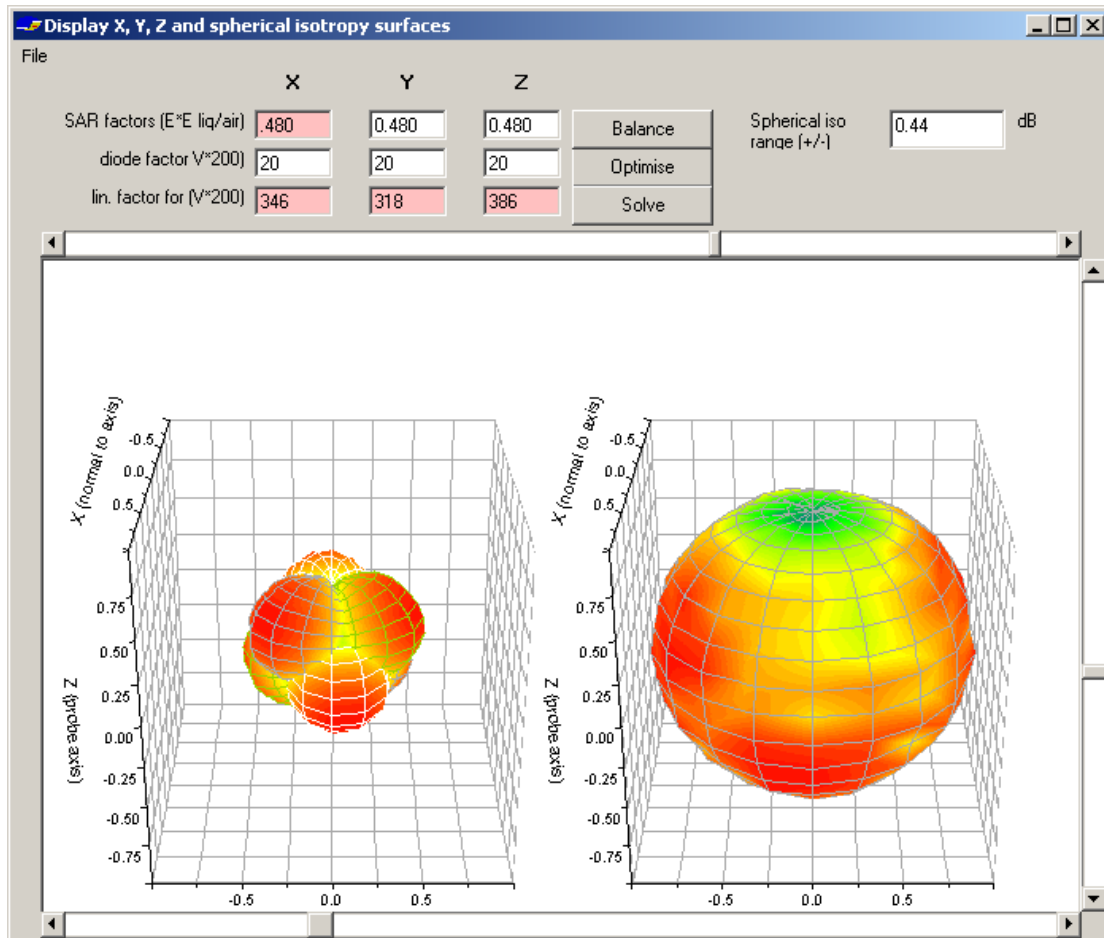 Display X, Y, Z and spherical isotropy surfaces
File
X Y Z
SAR factors (E*E liq/air) .480 0.480 0.480 Balance Spherical iso range (+/-) 0.44 dB
diode factor V*200) 20 20 20 Optimise
lin. factor for (V*200) 346 318 386 Solve
X (normal to axis) -0.5 0.0 0.5
Z (probe axis) 0.75 0.50 0.25 0.00 -0.25 -0.50 -0.75
-0.5 0.0 0.5
X (normal to axis) -0.5 0.0 0.5
Z (probe axis) 0.75 0.50 0.25 0.00 -0.25 -0.50 -0.75
-0.5 0.0 0.5